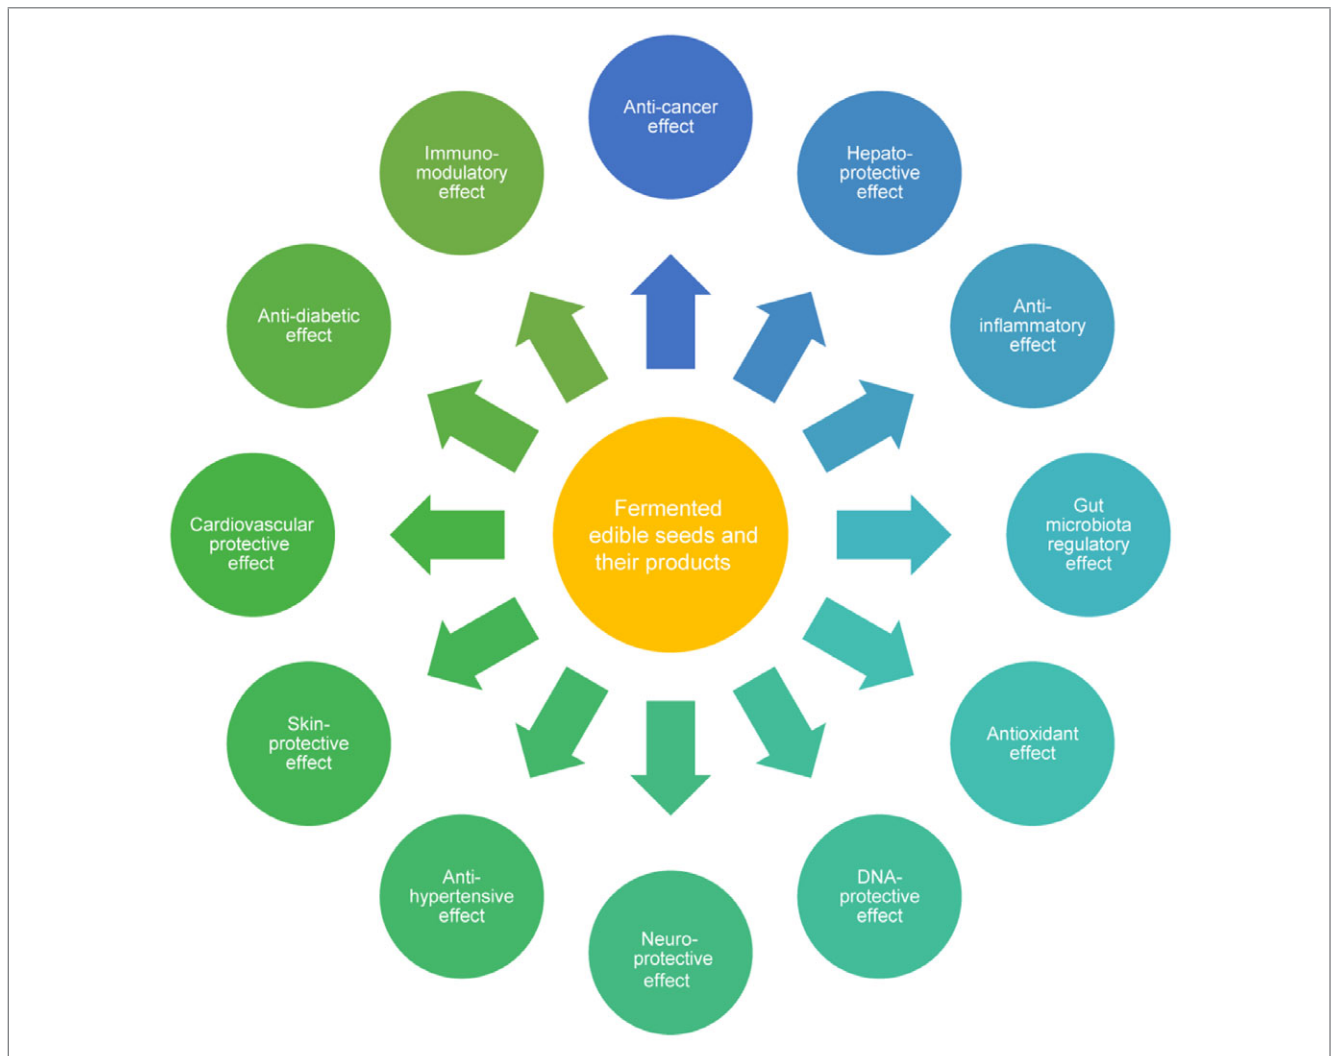 Anti-cancer
effect
Hepato-
protective
effect
Anti-
inflammatory
effect
Gut
microbiota
regulatory
effect
Antioxidant
effect
DNA-
protective
effect
Neuro-
protective
effect
Anti-
hypertensive
effect
Skin-
protective
effect
Cardiovascular
protective
effect
Anti-diabetic
effect
Immuno-
modulatory
effect
Fermented
edible seeds and
their products